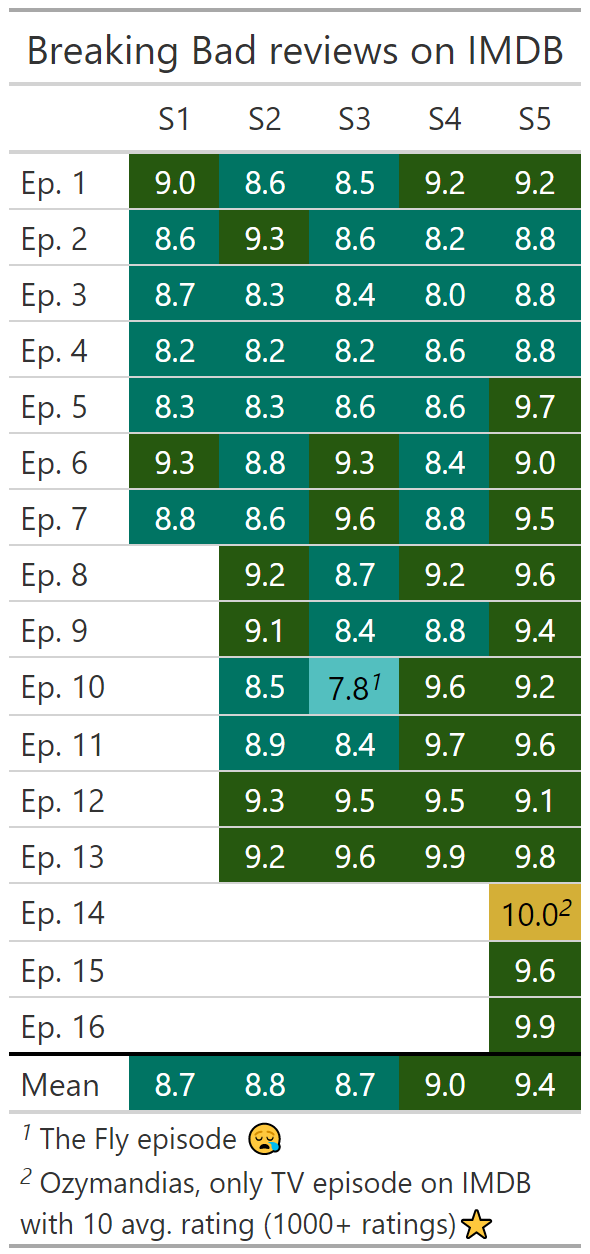 Breaking Bad reviews on IMDB
S1 S2 S3 S4 S5
Ep. 1 9.0 8.6 8.5 9.2 9.2
Ep. 2 8.6 9.3 8.6 8.2 8.8
Ep. 3 8.7 8.3 8.4 8.0 8.8
Ep. 4 8.2 8.2 8.2 8.6 8.8
Ep. 5 8.3 8.3 8.6 8.6 9.7
Ep. 6 9.3 8.8 9.3 8.4 9.0
Ep. 7 8.8 8.6 9.6 8.8 9.5
Ep. 8 9.2 8.7 9.2 9.6
Ep. 9 9.1 8.4 8.8 9.4
Ep. 10 8.5 7.8¹ 9.6 9.2
Ep. 11 8.9 8.4 9.7 9.6
Ep. 12 9.3 9.5 9.5 9.1
Ep. 13 9.2 9.6 9.9 9.8
Ep. 14 10.0²
Ep. 15 9.6
Ep. 16 9.9
Mean 8.7 8.8 8.7 9.0 9.4
¹ The Fly episode 😪
² Ozymandias, only TV episode on IMDB
with 10 avg. rating (1000+ ratings)⭐